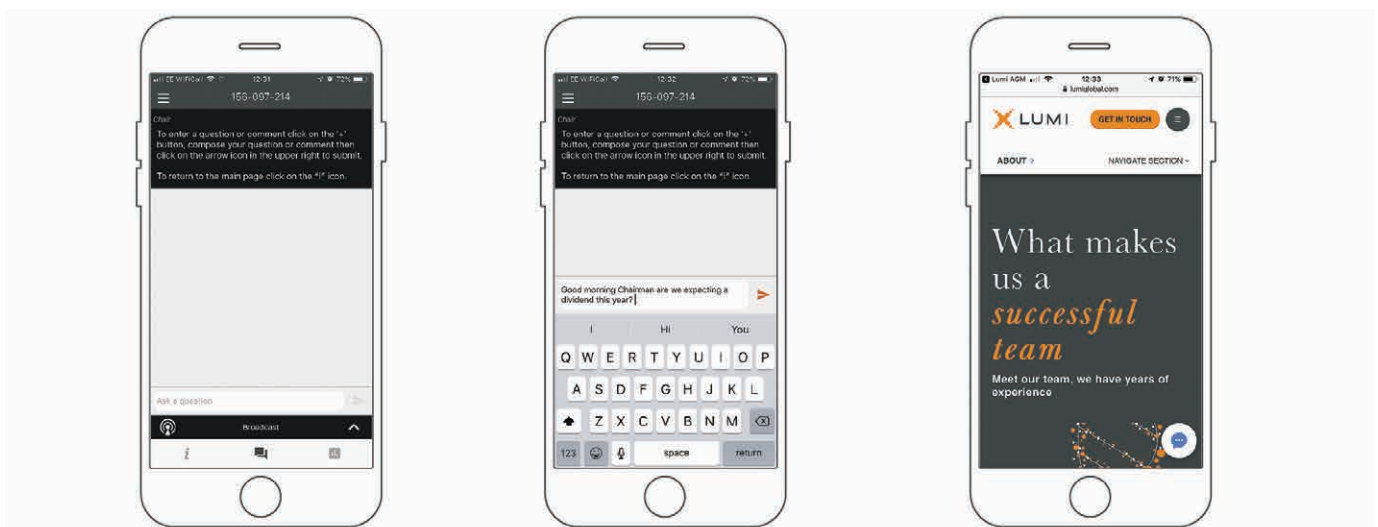 EE WiFiCall 12:31 72%
156-097-214
Chair
To enter a question or comment click on the '+'
button, compose your question or comment then
click on the arrow icon in the upper right to submit.
To return to the main page click on the "i" icon.
Ask a question
Broadcast
i
EE WiFiCall 12:32 72%
156-097-214
Chair
To enter a question or comment click on the '+'
button, compose your question or comment then
click on the arrow icon in the upper right to submit.
To return to the main page click on the "i" icon.
Good morning Chairman are we expecting a
dividend this year?
I Hi You
Q W E R T Y U I O P
A S D F G H J K L
Z X C V B N M
123 space return
Lumi AGM 12:33 71%
lumiglobal.com
LUMI GET IN TOUCH
ABOUT > NAVIGATE SECTION
What makes
us a
successful
team
Meet our team, we have years of
experience